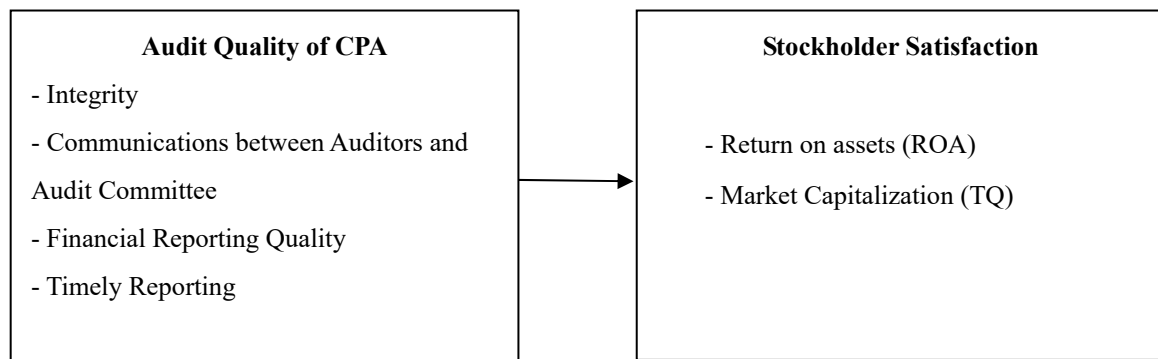 Audit Quality of CPA
- Integrity
- Communications between Auditors and
Audit Committee
- Financial Reporting Quality
- Timely Reporting
Stockholder Satisfaction
- Return on assets (ROA)
- Market Capitalization (TQ)